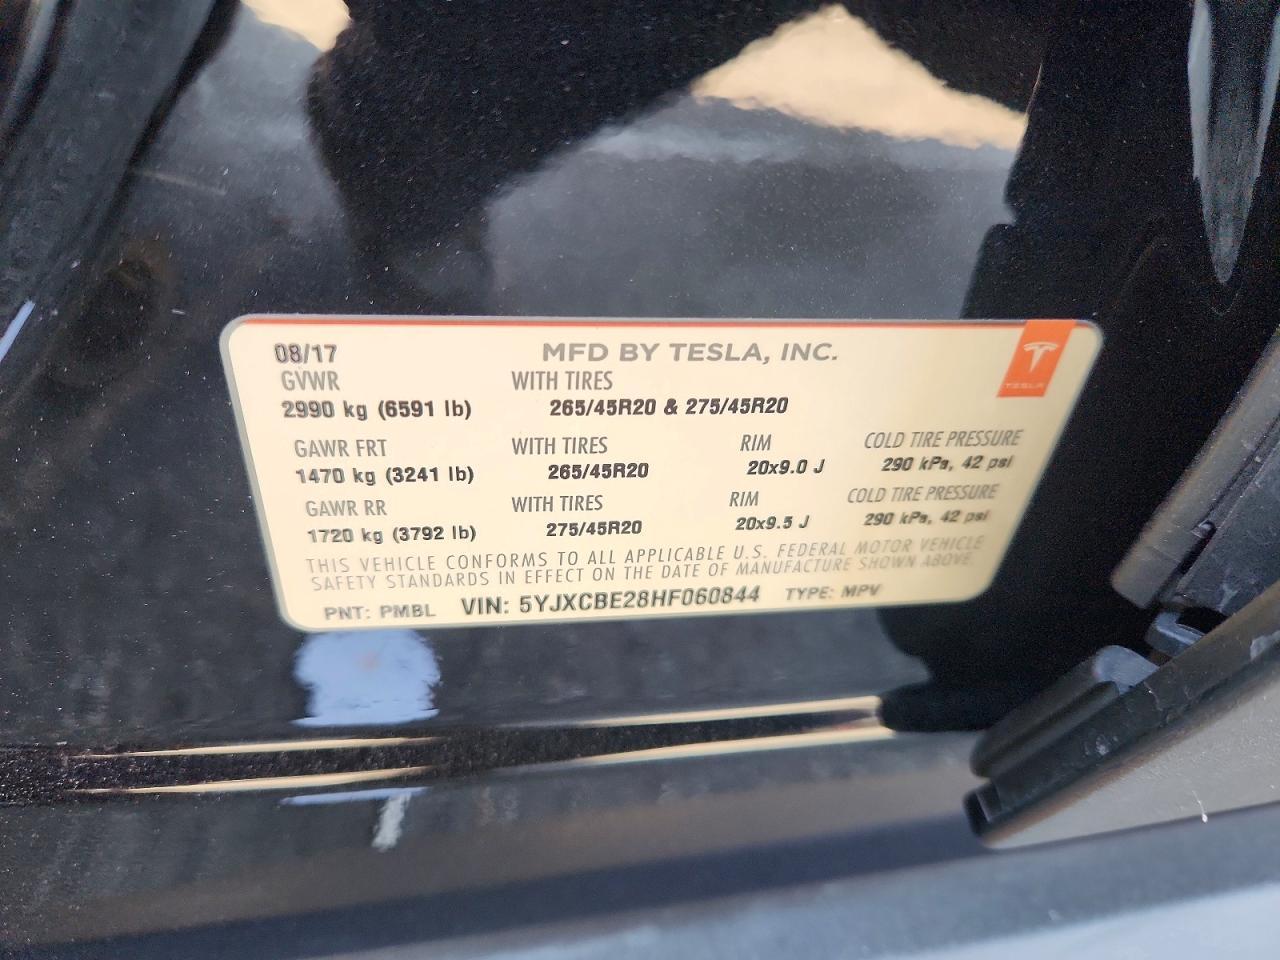 08/17 MFD BY TESLA, INC.
TESLA
GVWR WITH TIRES
2990 kg (6591 lb) 265/45R20 & 275/45R20
GAWR FRT WITH TIRES RIM COLD TIRE PRESSURE
1470 kg (3241 lb) 265/45R20 20x9.0 J 290 kPa, 42 psi
GAWR RR WITH TIRES RIM COLD TIRE PRESSURE
1720 kg (3792 lb) 275/45R20 20x9.5 J 290 kPa, 42 psi
THIS VEHICLE CONFORMS TO ALL APPLICABLE U.S. FEDERAL MOTOR VEHICLE
SAFETY STANDARDS IN EFFECT ON THE DATE OF MANUFACTURE SHOWN ABOVE.
PNT: PMBL VIN: 5YJXCBE28HF060844 TYPE: MPV